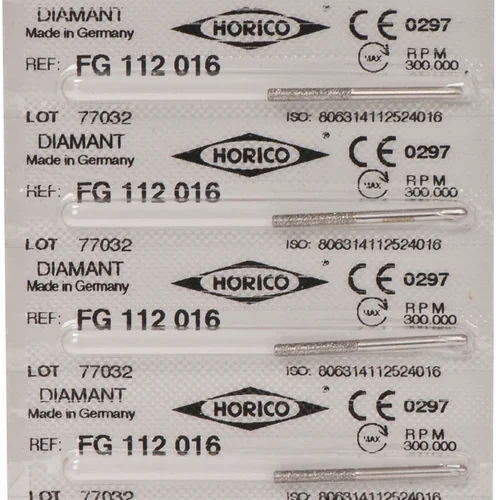 DIAMANT
Made in Germany
HORICO
CE 0297
REF: FG 112 016
MAX
RPM
300.000
LOT 77032
ISO: 806314112524016
DIAMANT
Made in Germany
HORICO
CE 0297
REF: FG 112 016
MAX
RPM
300.000
LOT 77032
ISO: 806314112524016
DIAMANT
Made in Germany
HORICO
CE 0297
REF: FG 112 016
MAX
RPM
300.000
LOT 77032
ISO: 806314112524016
DIAMANT
Made in Germany
HORICO
CE 0297
REF: FG 112 016
MAX
RPM
300.000
LOT 77032
ISO: 806314112524016